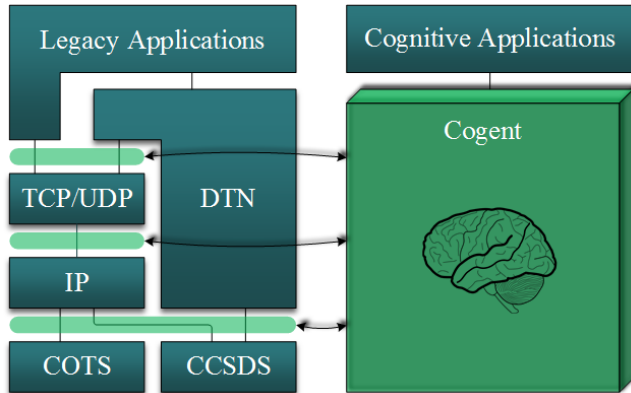 Legacy Applications
Cognitive Applications
Cogent
TCP/UDP
DTN
IP
COTS
CCSDS